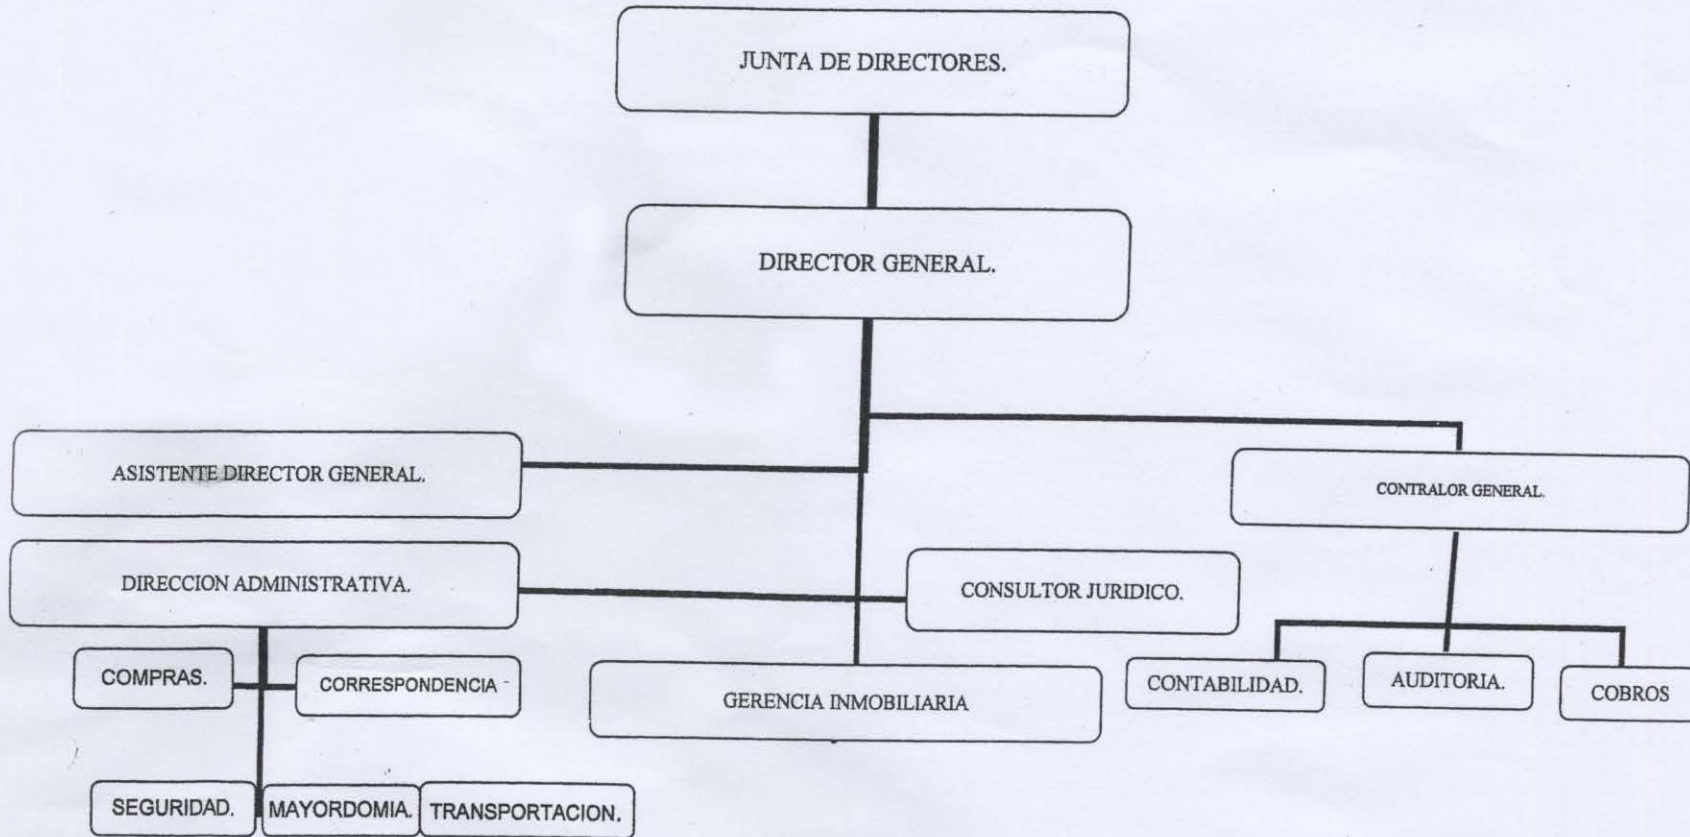 JUNTA DE DIRECTORES.
DIRECTOR GENERAL.
ASISTENTE DIRECTOR GENERAL.
CONTRALOR GENERAL.
DIRECCION ADMINISTRATIVA.
CONSULTOR JURIDICO.
COMPRAS.
CORRESPONDENCIA
GERENCIA INMOBILIARIA
CONTABILIDAD.
AUDITORIA.
COBROS
SEGURIDAD.
MAYORDOMIA.
TRANSPORTACION.